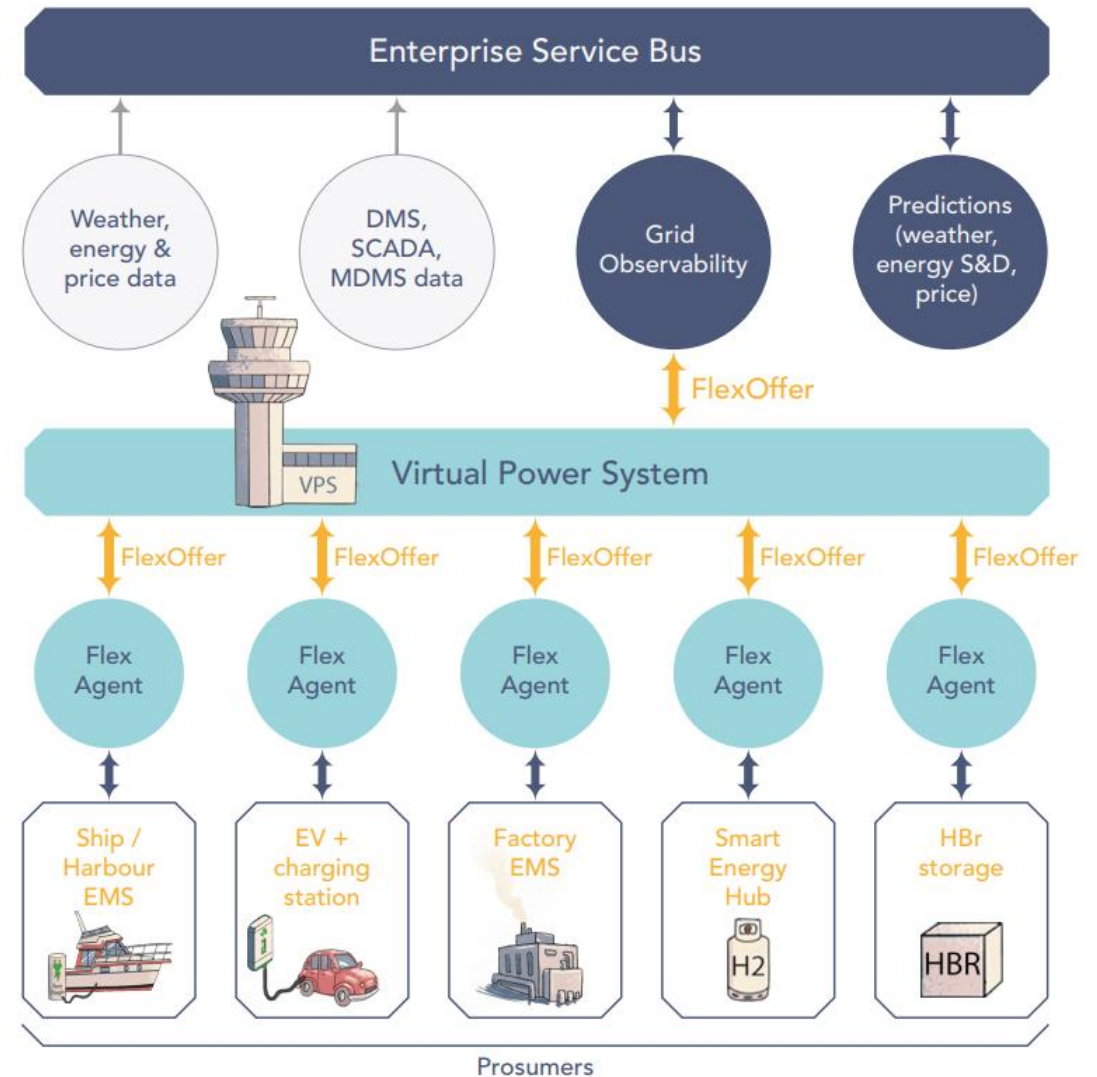 Enterprise Service Bus
Weather,
energy &
price data
DMS,
SCADA,
MDMS data
Grid
Observability
Predictions
(weather,
energy S&D,
price)
FlexOffer
VPS
Virtual Power System
FlexOffer
FlexOffer
FlexOffer
FlexOffer
FlexOffer
Flex
Agent
Flex
Agent
Flex
Agent
Flex
Agent
Flex
Agent
Ship /
Harbour
EMS
EV +
charging
station
Factory
EMS
Smart
Energy
Hub
H2
HBr
storage
HBR
Prosumers